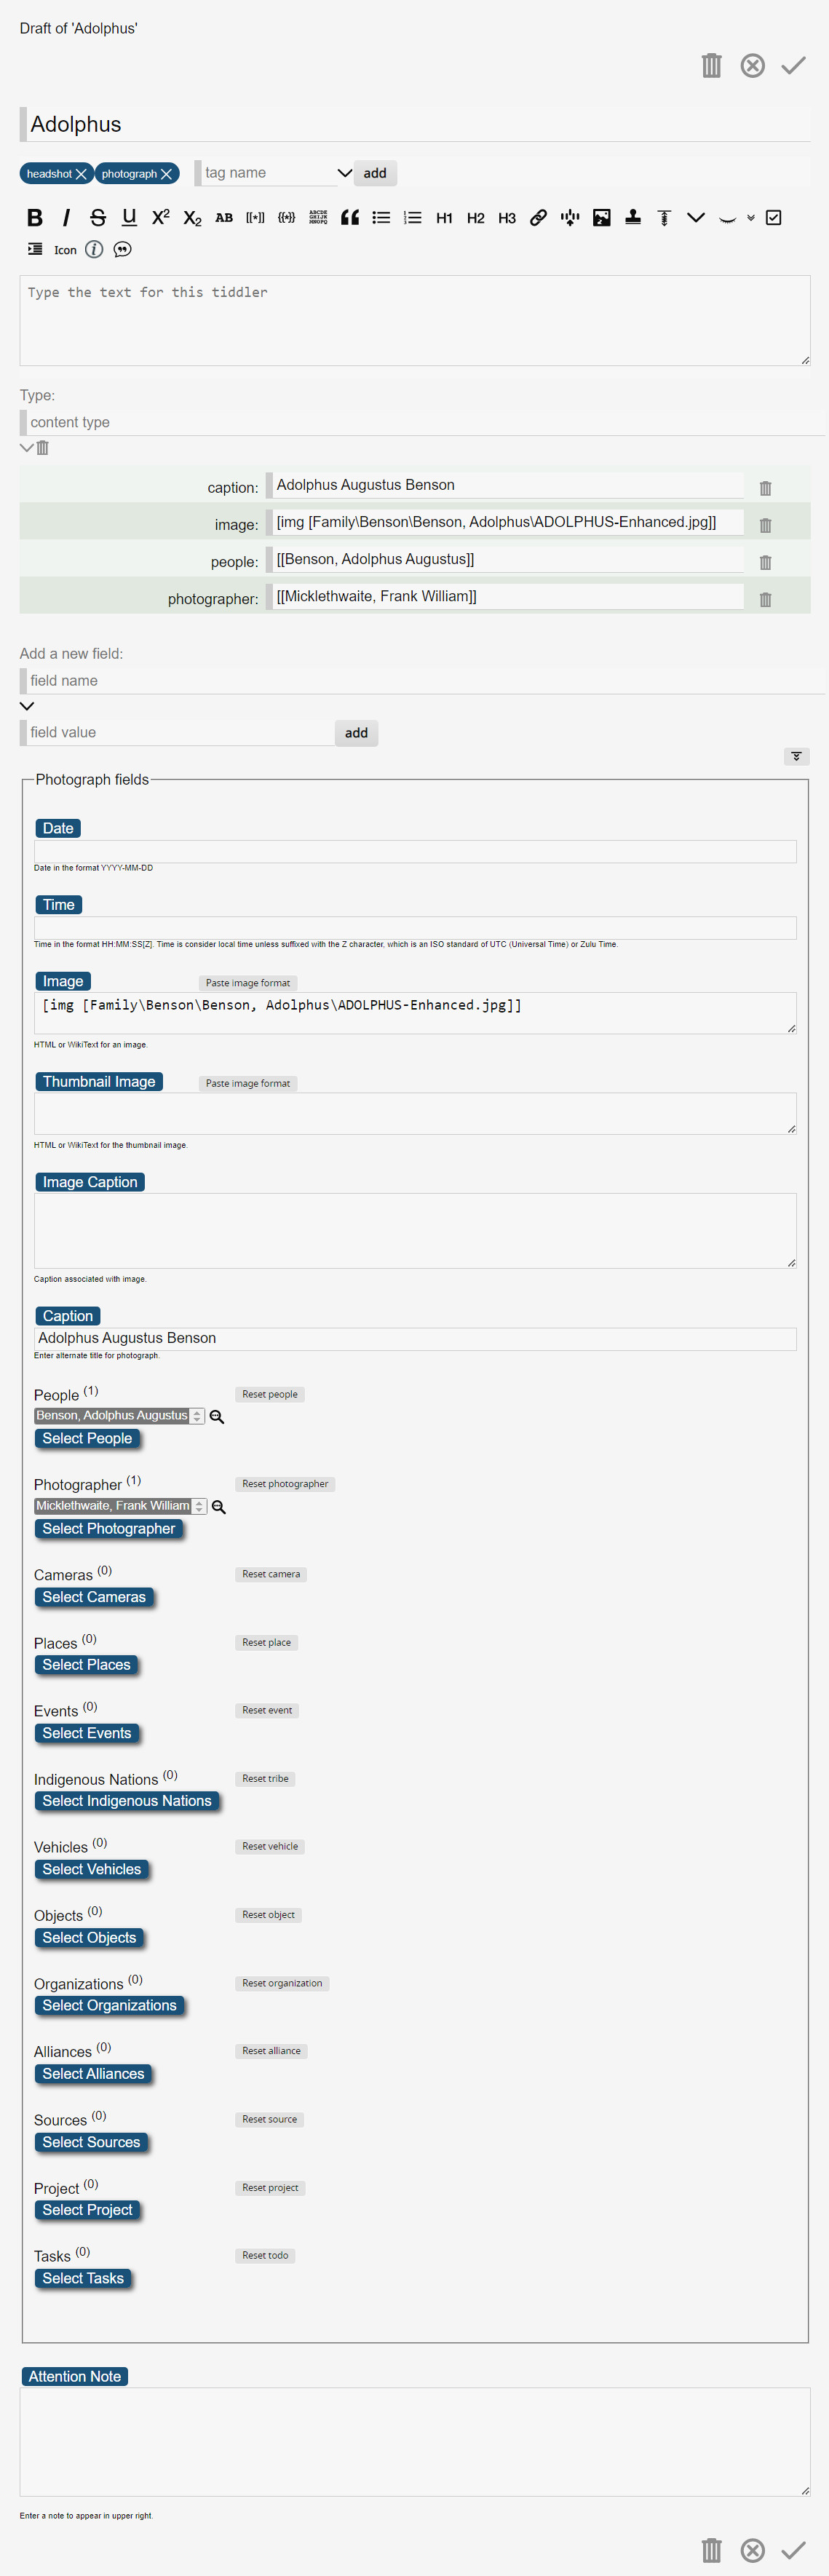 Draft of 'Adolphus'
Adolphus
headshot photograph tag name add
B I S U X² X₂ AB [[*]] {{*}} ABCDE GHIJK MNOPQ H1 H2 H3
Icon i
Type the text for this tiddler
Type:
content type
caption: Adolphus Augustus Benson
image: [img [Family\Benson\Benson, Adolphus\ADOLPHUS-Enhanced.jpg]]
people: [[Benson, Adolphus Augustus]]
photographer: [[Micklethwaite, Frank William]]
Add a new field:
field name
field value add
Photograph fields
Date
Date in the format YYYY-MM-DD
Time
Time in the format HH:MM:SS[Z]. Time is consider local time unless suffixed with the Z character, which is an ISO standard of UTC (Universal Time) or Zulu Time.
Image Paste image format
[img [Family\Benson\Benson, Adolphus\ADOLPHUS-Enhanced.jpg]]
HTML or WikiText for an image.
Thumbnail Image Paste image format
HTML or WikiText for the thumbnail image.
Image Caption
Caption associated with image.
Caption
Adolphus Augustus Benson
Enter alternate title for photograph.
People (1) Reset people
Benson, Adolphus Augustus
Select People
Photographer (1) Reset photographer
Micklethwaite, Frank William
Select Photographer
Cameras (0) Reset camera
Select Cameras
Places (0) Reset place
Select Places
Events (0) Reset event
Select Events
Indigenous Nations (0) Reset tribe
Select Indigenous Nations
Vehicles (0) Reset vehicle
Select Vehicles
Objects (0) Reset object
Select Objects
Organizations (0) Reset organization
Select Organizations
Alliances (0) Reset alliance
Select Alliances
Sources (0) Reset source
Select Sources
Project (0) Reset project
Select Project
Tasks (0) Reset todo
Select Tasks
Attention Note
Enter a note to appear in upper right.